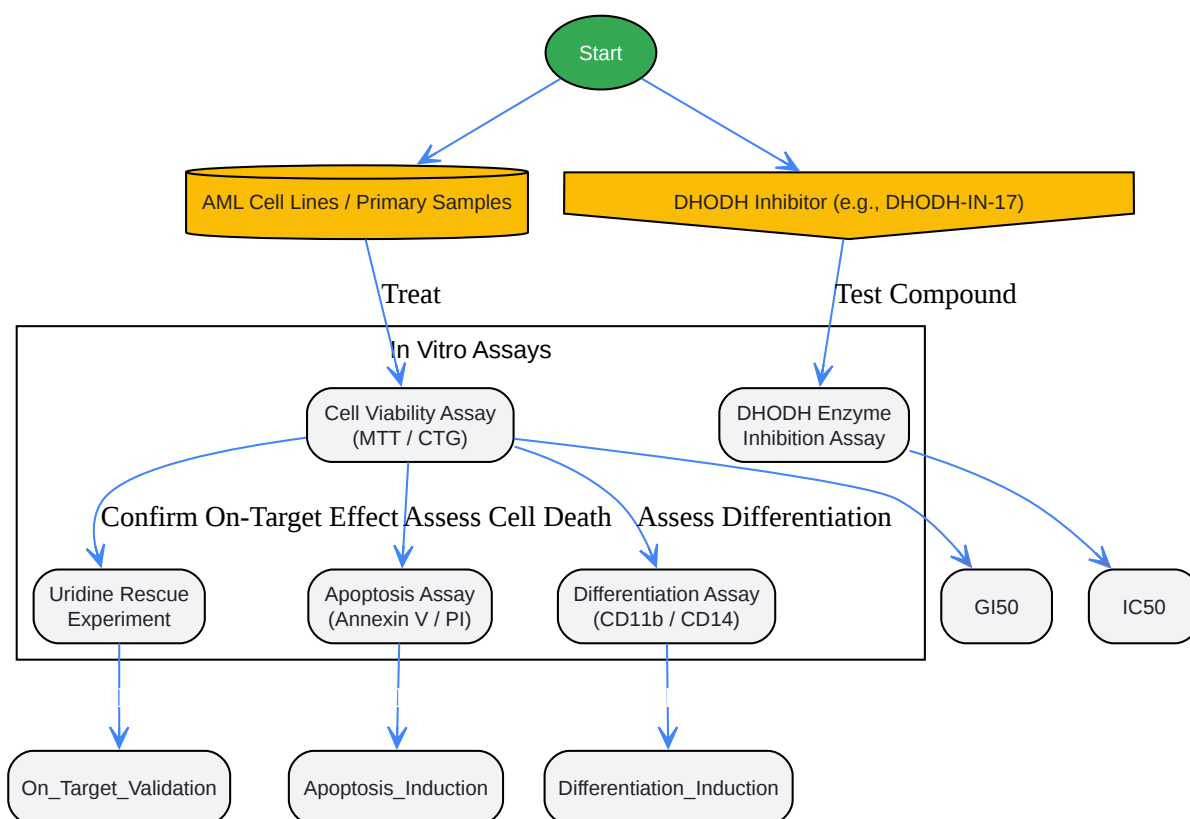 Start
AML Cell Lines / Primary Samples
DHODH Inhibitor (e.g., DHODH-IN-17)
Treat
Test Compound
In Vitro Assays
Cell Viability Assay
(MTT / CTG)
DHODH Enzyme
Inhibition Assay
Confirm On-Target Effect
Assess Cell Death
Assess Differentiation
Uridine Rescue
Experiment
Apoptosis Assay
(Annexin V / PI)
Differentiation Assay
(CD11b / CD14)
GI50
IC50
On_Target_Validation
Apoptosis_Induction
Differentiation_Induction